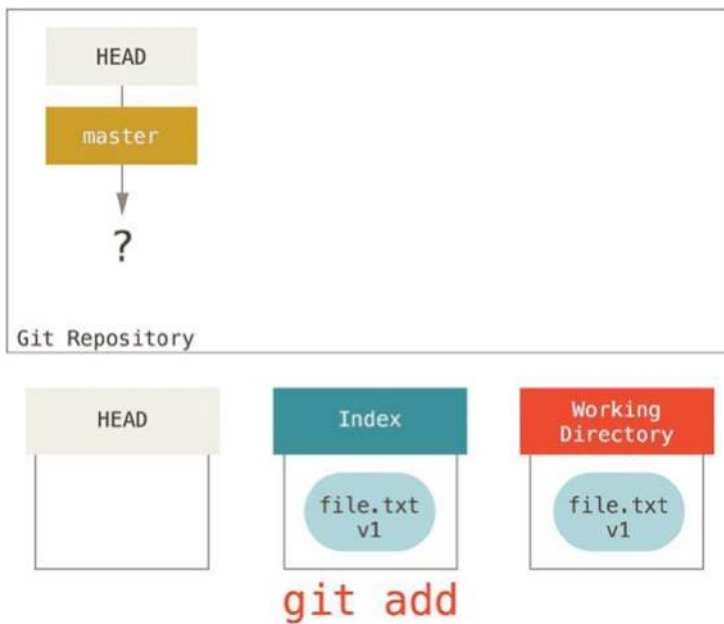 HEAD
master
?
Git Repository
HEAD
Index
Working
Directory
file.txt
v1
file.txt
v1
git add